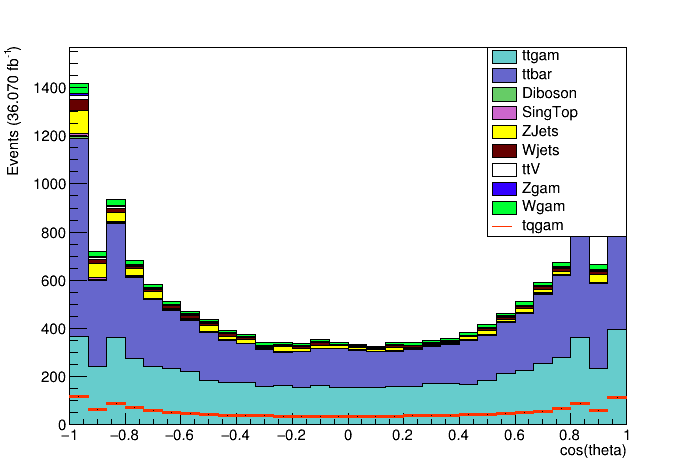 Events (36.070 fb⁻¹)
1400
1200
1000
800
600
400
200
0
ttgam
ttbar
Diboson
SingTop
ZJets
Wjets
ttV
Zgam
Wgam
tqgam
−1 −0.8 −0.6 −0.4 −0.2 0 0.2 0.4 0.6 0.8 1
cos(theta)